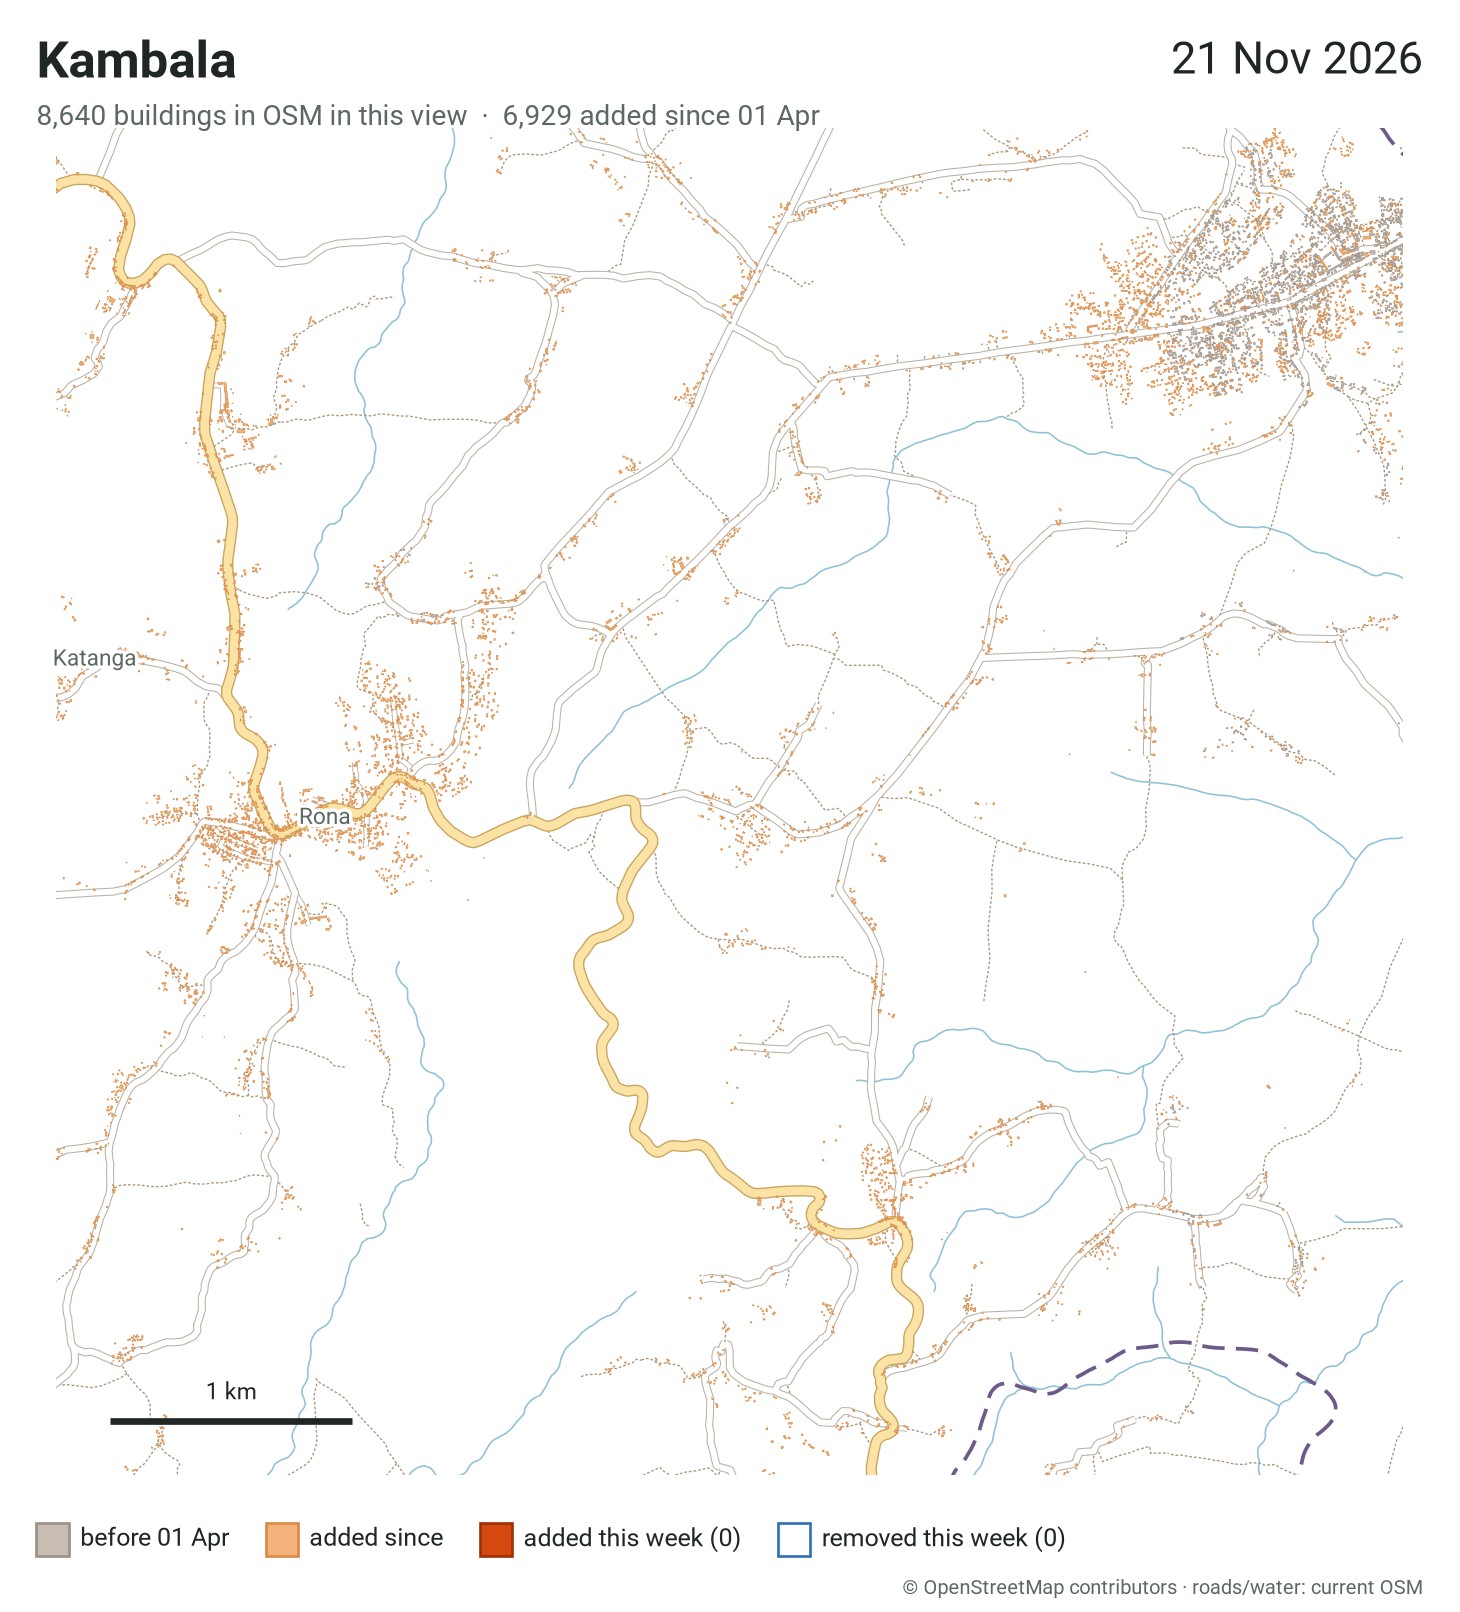 Kambala
21 Nov 2026
8,640 buildings in OSM in this view · 6,929 added since 01 Apr
Katanga
Rona
1 km
before 01 Apr
added since
added this week (0)
removed this week (0)
© OpenStreetMap contributors · roads/water: current OSM